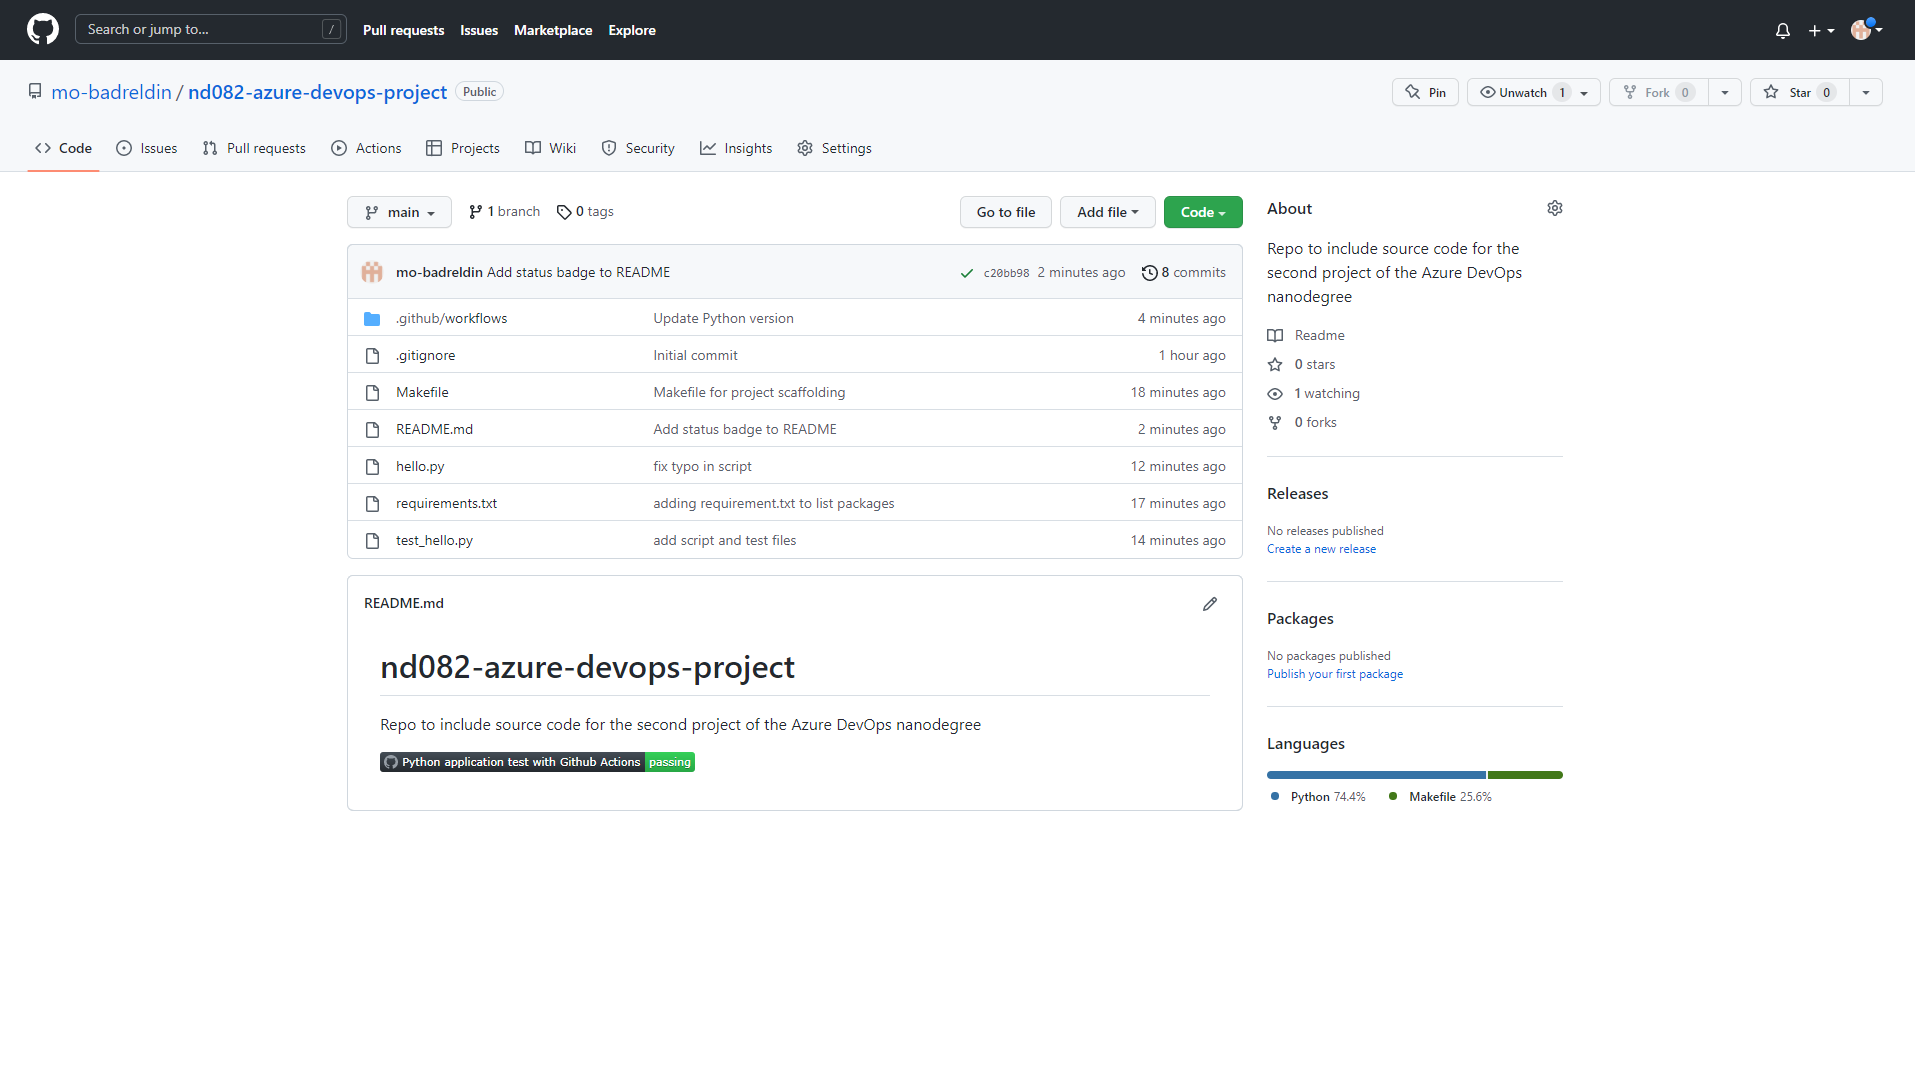 Search or jump to... /
Pull requests Issues Marketplace Explore
mo-badreldin / nd082-azure-devops-project Public
Pin Unwatch 1 Fork 0 Star 0
Code Issues Pull requests Actions Projects Wiki Security Insights Settings
main 1 branch 0 tags Go to file Add file Code
mo-badreldin Add status badge to README c20bb98 2 minutes ago 8 commits
.github/workflows Update Python version 4 minutes ago
.gitignore Initial commit 1 hour ago
Makefile Makefile for project scaffolding 18 minutes ago
README.md Add status badge to README 2 minutes ago
hello.py fix typo in script 12 minutes ago
requirements.txt adding requirement.txt to list packages 17 minutes ago
test_hello.py add script and test files 14 minutes ago
README.md
nd082-azure-devops-project
Repo to include source code for the second project of the Azure DevOps nanodegree
Python application test with Github Actions passing
About
Repo to include source code for the
second project of the Azure DevOps
nanodegree
Readme
0 stars
1 watching
0 forks
Releases
No releases published
Create a new release
Packages
No packages published
Publish your first package
Languages
Python 74.4% Makefile 25.6%